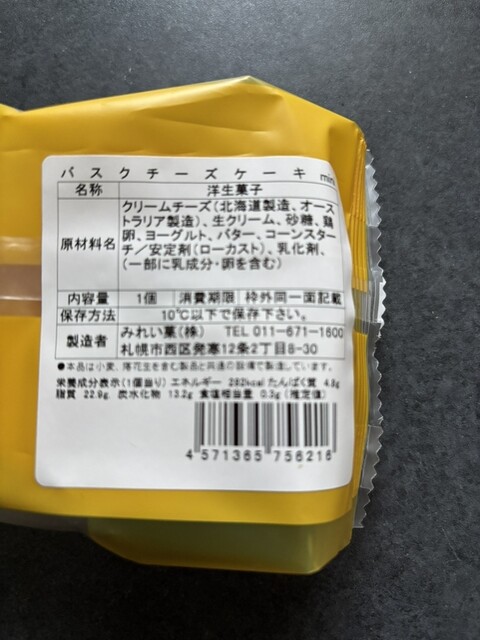 バスクチーズケーキ mini
名称 洋生菓子
原材料名 クリームチーズ(北海道製造、オーストラリア製造)、生クリーム、砂糖、鶏卵、ヨーグルト、バター、コーンスターチ/安定剤(ローカスト)、乳化剤、(一部に乳成分・卵を含む)
内容量 1個 消費期限 枠外同一面記載
保存方法 10℃以下で保存下さい。
製造者 みれい菓(株) TEL 011-671-1600
札幌市西区発寒12条2丁目8-30
●本品は小麦、落花生を含む製品と共通の設備で製造しています。
栄養成分表示(1個当り) エネルギー 282kcal たんぱく質 4.8g
脂質 22.9g 炭水化物 13.2g 食塩相当量 0.3g (推定値)
4 571365 756216